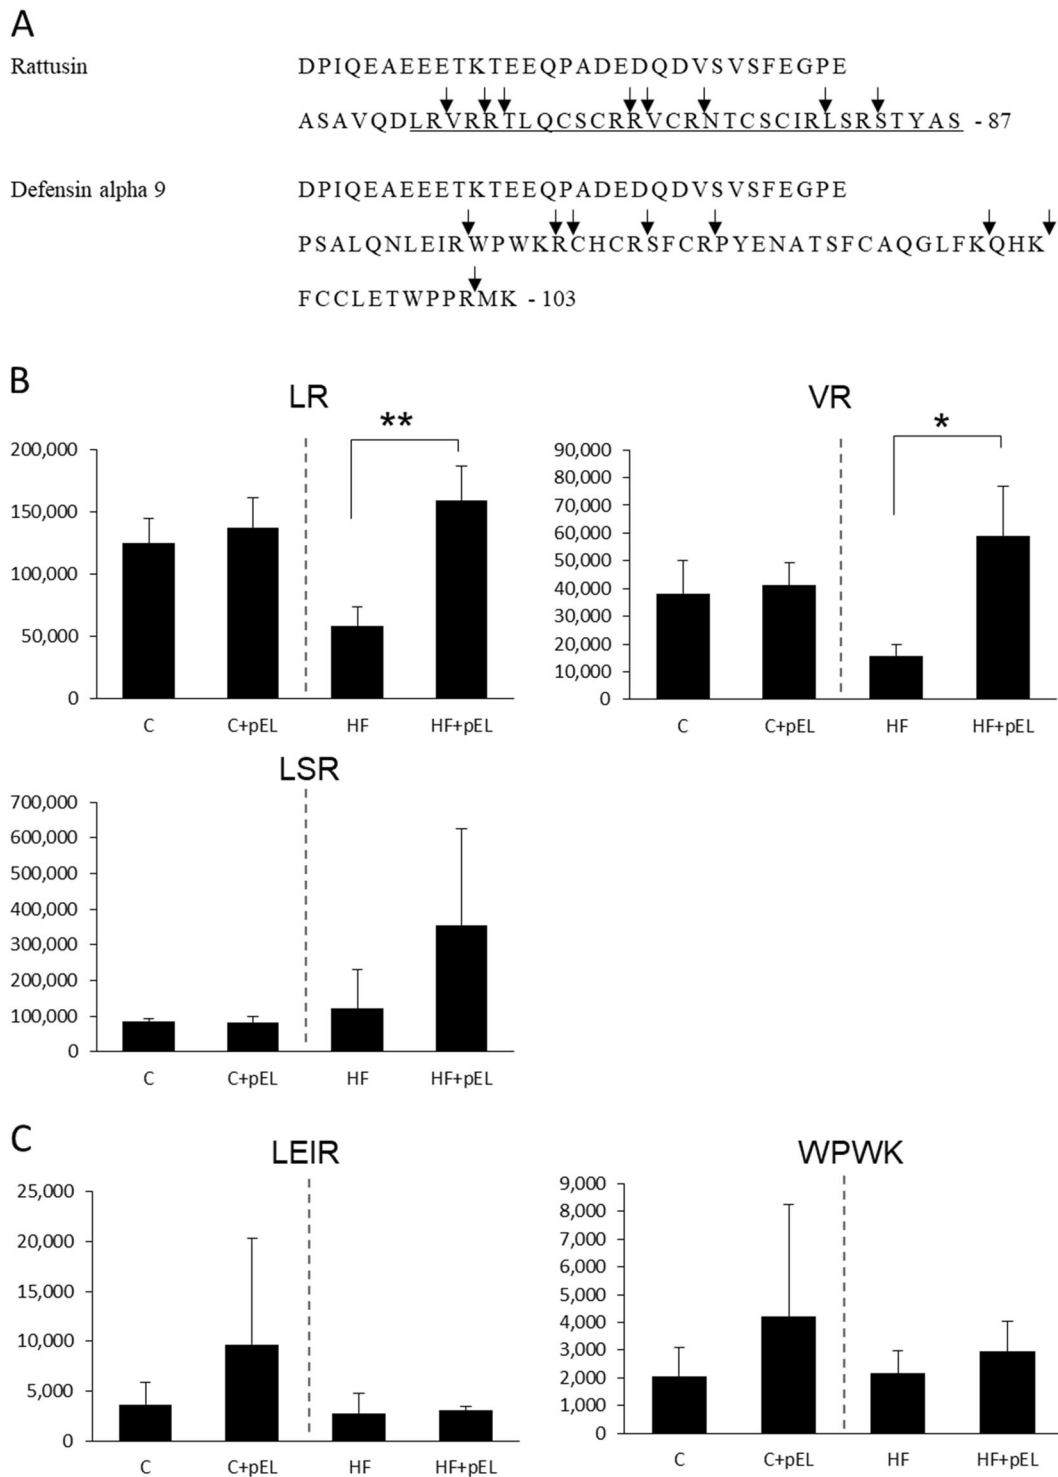 A
Rattusin DPIQEAEEETKTEEQPADEDQDVSVSFEGPE
ASAVQDLRVRRTLQCSCRRVCRNTCSCIRLSRSTYAS - 87
Defensin alpha 9 DPIQEAEEETKTEEQPADEDQDVSVSFEGPE
PSALQNLEIRWPWKRCHCRSFCRPYENATSFCAQGLFKQHK
FCCLETWPPRMK - 103
B
LR
**
200,000
150,000
100,000
50,000
0
C C+pEL HF HF+pEL
VR
*
90,000
80,000
70,000
60,000
50,000
40,000
30,000
20,000
10,000
0
C C+pEL HF HF+pEL
LSR
700,000
600,000
500,000
400,000
300,000
200,000
100,000
0
C C+pEL HF HF+pEL
C
LEIR
25,000
20,000
15,000
10,000
5,000
0
C C+pEL HF HF+pEL
WPWK
9,000
8,000
7,000
6,000
5,000
4,000
3,000
2,000
1,000
0
C C+pEL HF HF+pEL